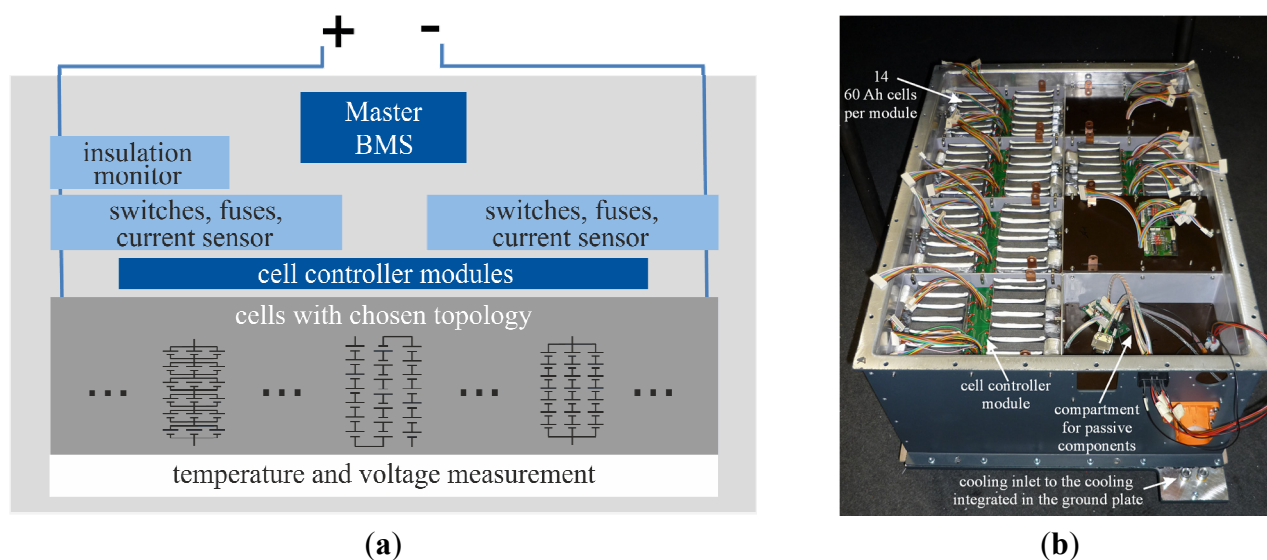 + -
Master
BMS
insulation
monitor
switches, fuses,
current sensor
switches, fuses,
current sensor
cell controller modules
cells with chosen topology
... ... ... ...
temperature and voltage measurement
(a)
14
60 Ah cells
per module
cell controller
module
compartment
for passive
components
cooling inlet to the cooling
integrated in the ground plate
(b)